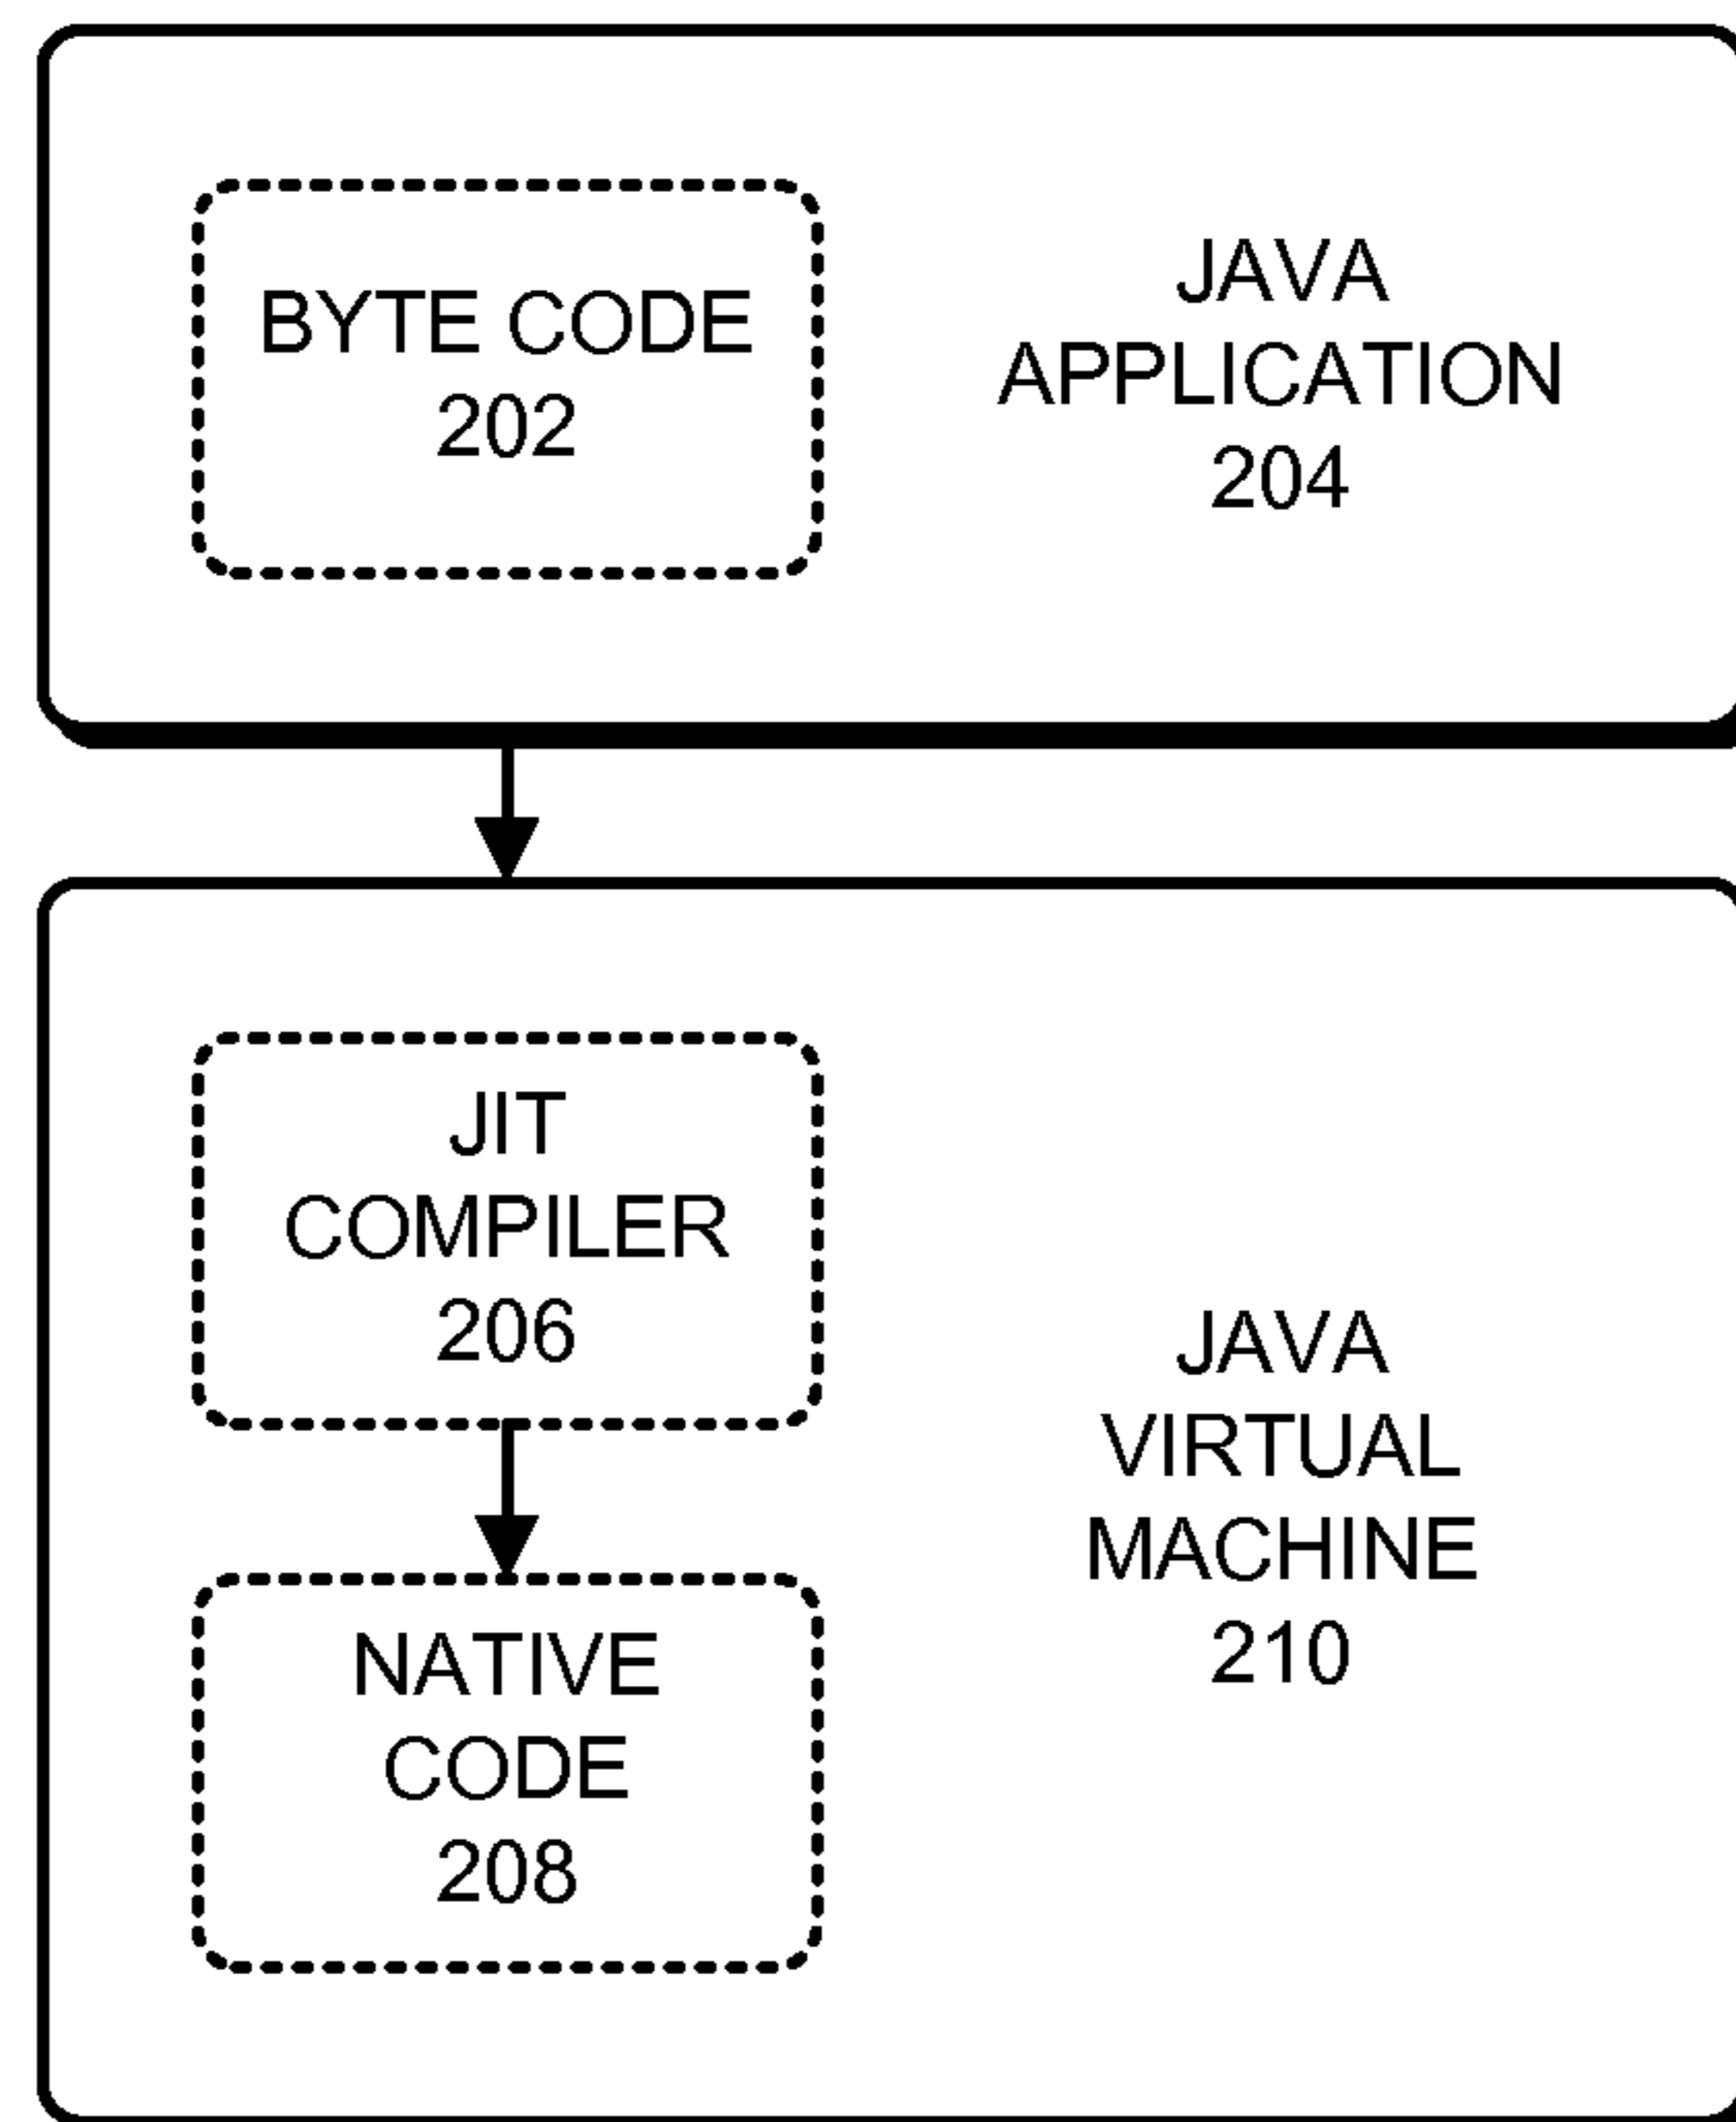 BYTE CODE
202
JAVA
APPLICATION
204
JIT
COMPILER
206
NATIVE
CODE
208
JAVA
VIRTUAL
MACHINE
210